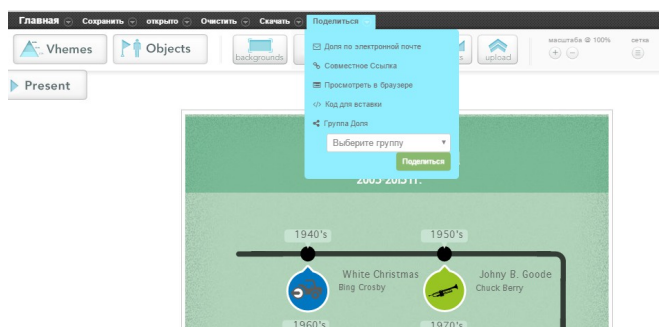 Главная Сохранить открыто Очистить Скачать Поделиться
Vhemes Objects backgrounds upload масштаба @ 100% сетка
Доля по электронной почте
Совместное Ссылка
Просмотреть в браузере
Код для вставки
Группа Доля
Выберите группу
Поделиться
Present
1940's 1950's
White Christmas Johny B. Goode
Bing Crosby Chuck Berry
1960's 1970's